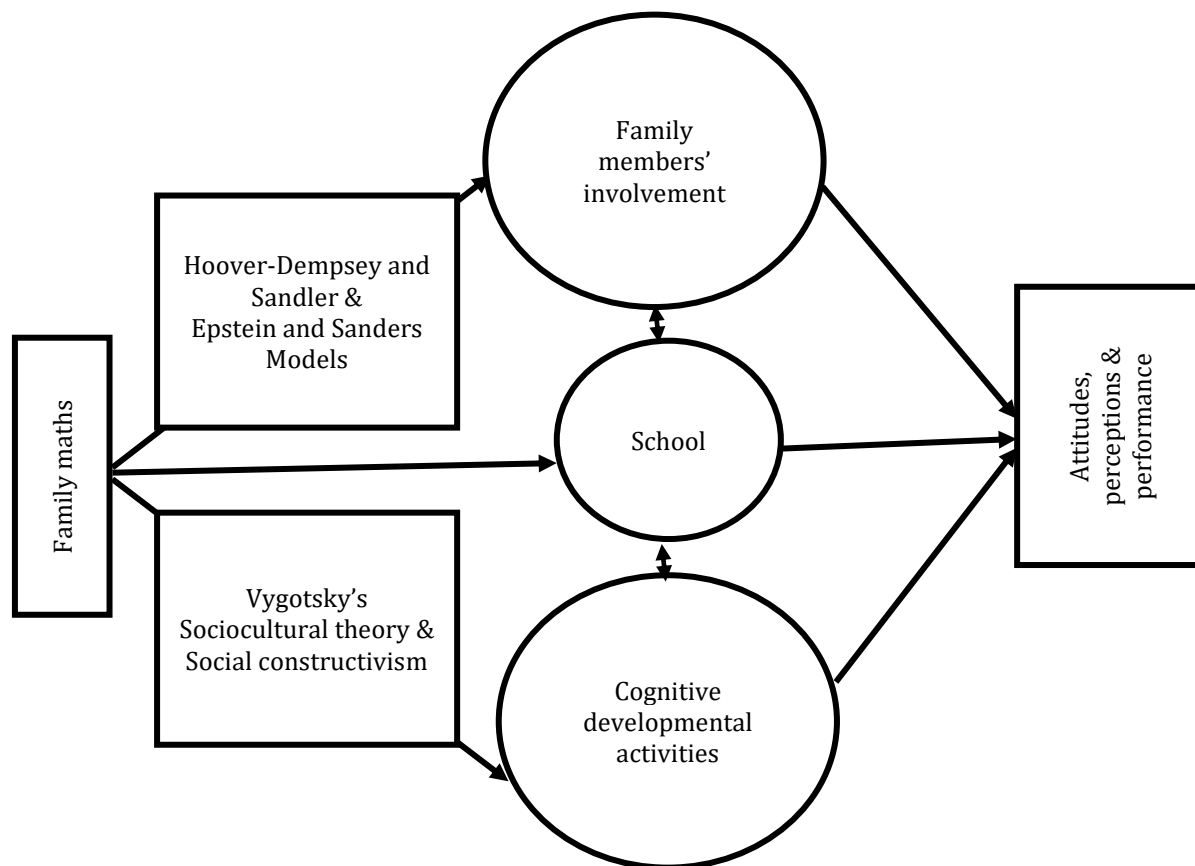 Family maths
Hoover-Dempsey and
Sandler &
Epstein and Sanders
Models
Vygotsky’s
Sociocultural theory &
Social constructivism
Family
members’
involvement
School
Cognitive
developmental
activities
Attitudes,
perceptions &
performance